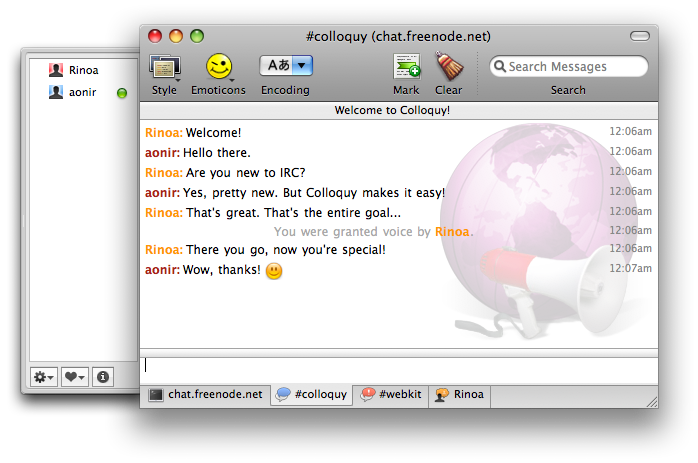 #colloquy (chat.freenode.net)
Rinoa
aonir
Aあ
Search Messages
Style
Emoticons
Encoding
Mark
Clear
Search
Welcome to Colloquy!
Rinoa: Welcome! 12:06am
aonir: Hello there. 12:06am
Rinoa: Are you new to IRC? 12:06am
aonir: Yes, pretty new. But Colloquy makes it easy! 12:06am
Rinoa: That's great. That's the entire goal... 12:06am
You were granted voice by Rinoa. 12:06am
Rinoa: There you go, now you're special! 12:06am
aonir: Wow, thanks! 12:07am
chat.freenode.net
#colloquy
#webkit
Rinoa